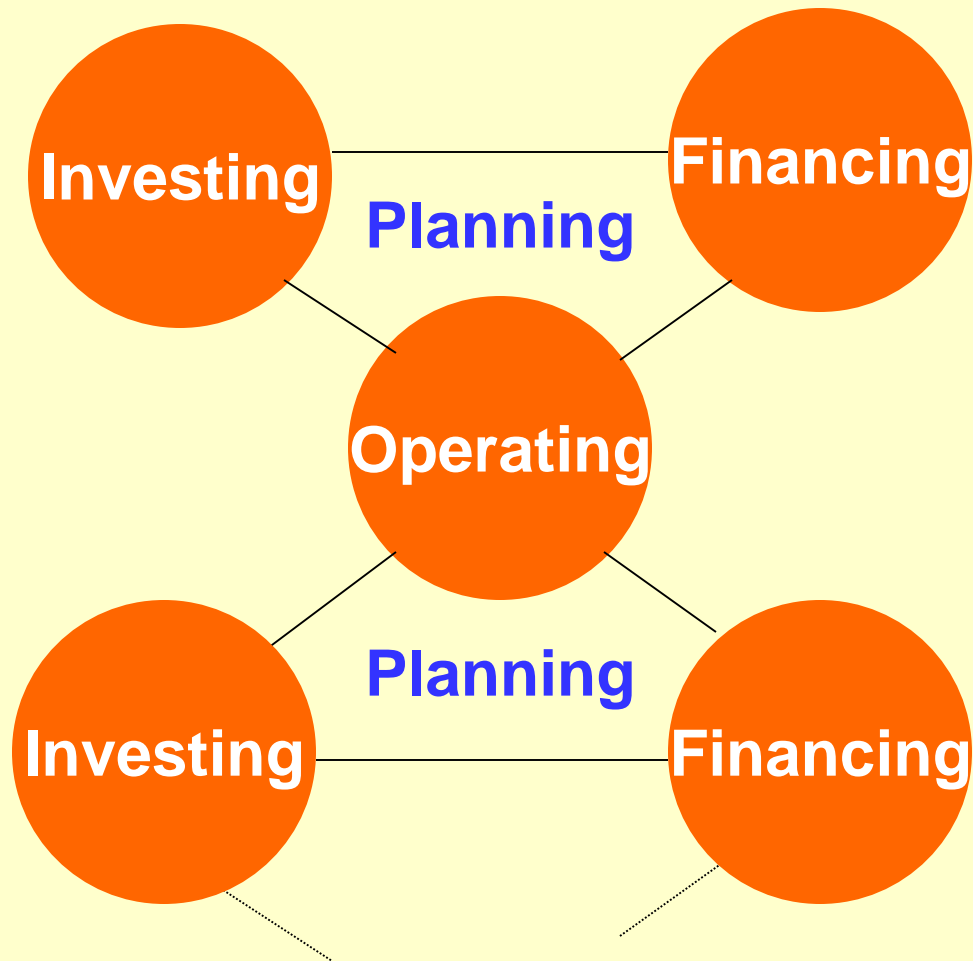 Investing
Financing
Planning
Operating
Planning
Investing
Financing